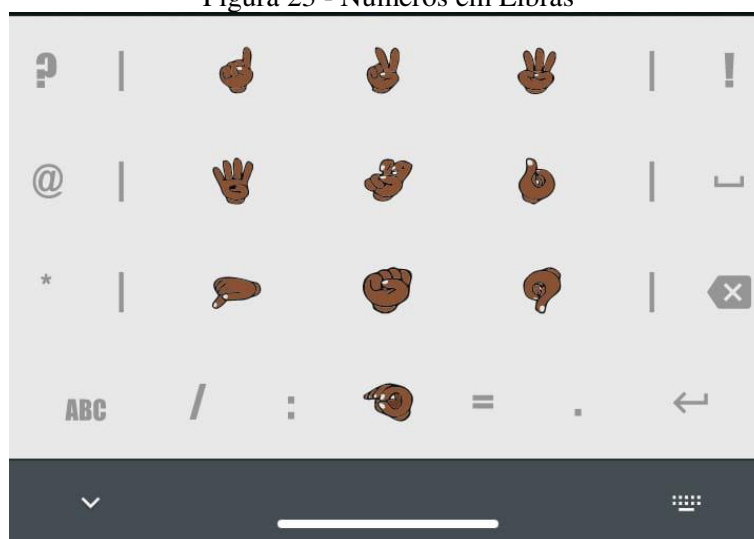 Figura 25 - Números em Libras
? | | !
@ | |
* | |
ABC / : = .